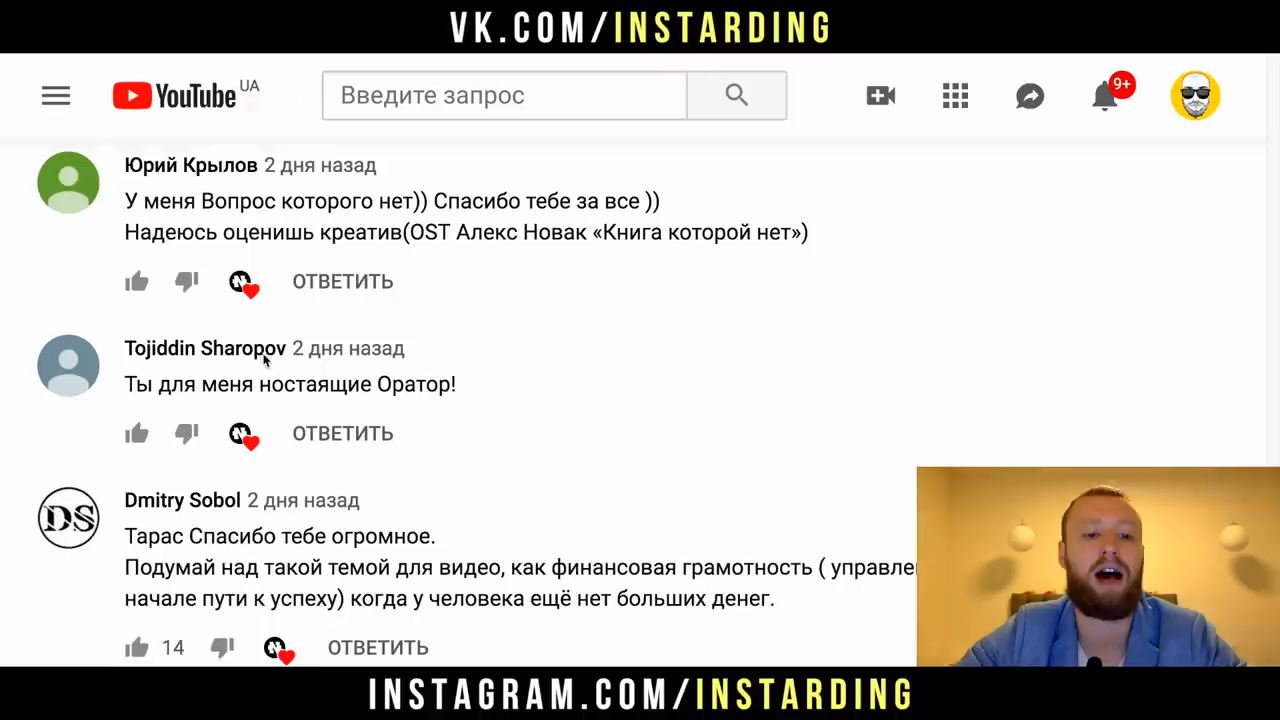 VK.COM/INSTARDING
YouTube UA
Введите запрос
9+
Юрий Крылов 2 дня назад
У меня Вопрос которого нет)) Спасибо тебе за все ))
Надеюсь оценишь креатив(OST Алекс Новак «Книга которой нет»)
ОТВЕТИТЬ
Tojiddin Sharopov 2 дня назад
Ты для меня ностаящие Оратор!
ОТВЕТИТЬ
DS
Dmitry Sobol 2 дня назад
Тарас Спасибо тебе огромное.
Подумай над такой темой для видео, как финансовая грамотность ( управле
начале пути к успеху) когда у человека ещё нет больших денег.
14
ОТВЕТИТЬ
INSTAGRAM.COM/INSTARDING